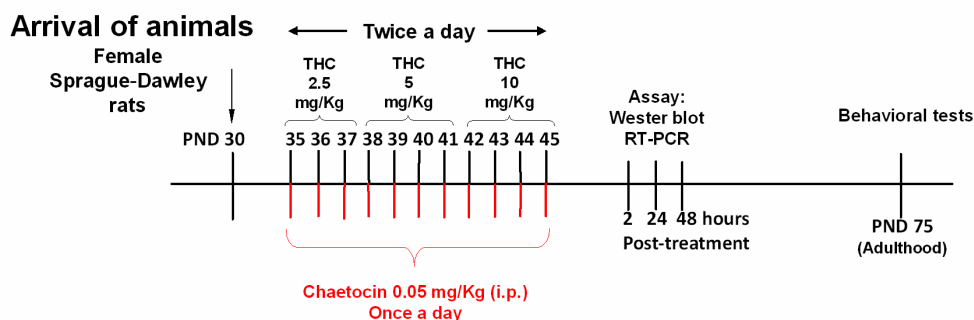 Arrival of animals
Female
Sprague-Dawley
rats
PND 30
Twice a day
THC
2.5
mg/Kg
THC
5
mg/Kg
THC
10
mg/Kg
35 36 37 38 39 40 41 42 43 44 45
Chaetocin 0.05 mg/Kg (i.p.)
Once a day
Assay:
Wester blot
RT-PCR
2 24 48 hours
Post-treatment
Behavioral tests
PND 75
(Adulthood)